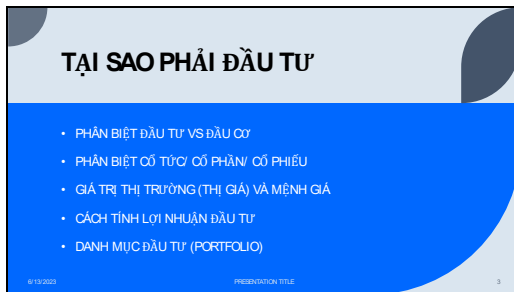 TẠI SAO PHẢI ĐẦU TƯ
• PHÂN BIỆT ĐẦU TƯ VS ĐẦU CƠ
• PHÂN BIỆT CỔ TỨC/ CỔ PHẦN/ CỔ PHIẾU
• GIÁ TRỊ THỊ TRƯỜNG (THỊ GIÁ) VÀ MỆNH GIÁ
• CÁCH TÍNH LỢI NHUẬN ĐẦU TƯ
• DANH MỤC ĐẦU TƯ (PORTFOLIO)
6/13/2023 PRESENTATION TITLE 3